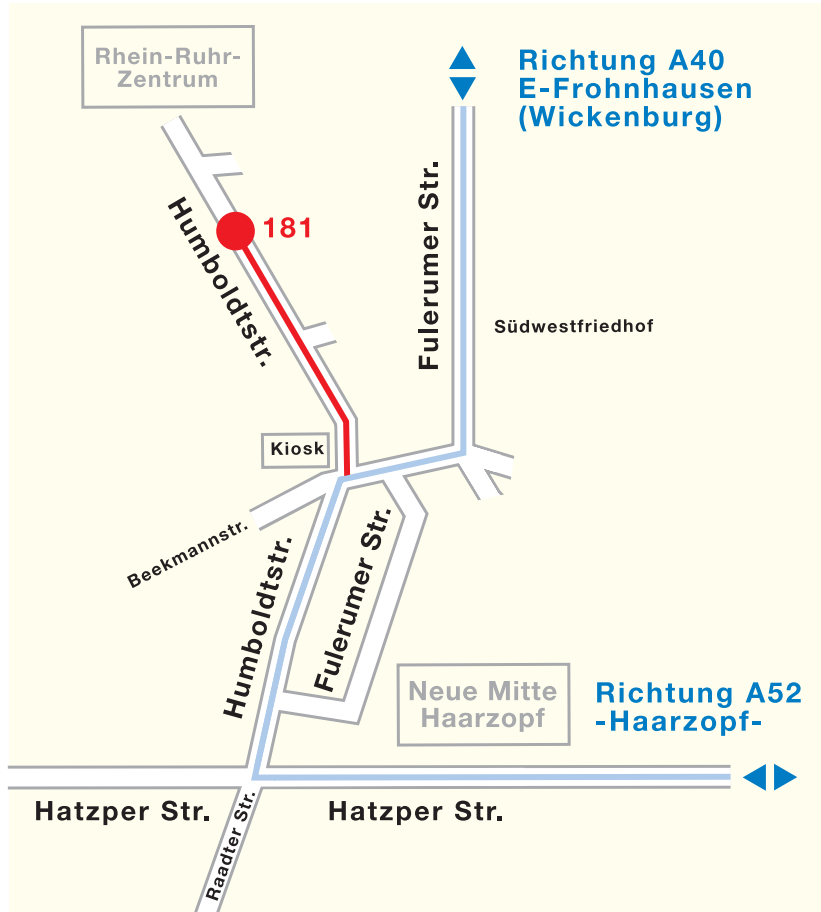 Rhein-Ruhr-
Zentrum
Richtung A40
E-Frohnhausen
(Wickenburg)
Fulerumer Str.
181
Humboldtstr.
Südwestfriedhof
Kiosk
Beekmannstr.
Humboldtstr.
Fulerumer Str.
Neue Mitte
Haarzopf
Richtung A52
-Haarzopf-
Hatzper Str.
Raadter Str.
Hatzper Str.